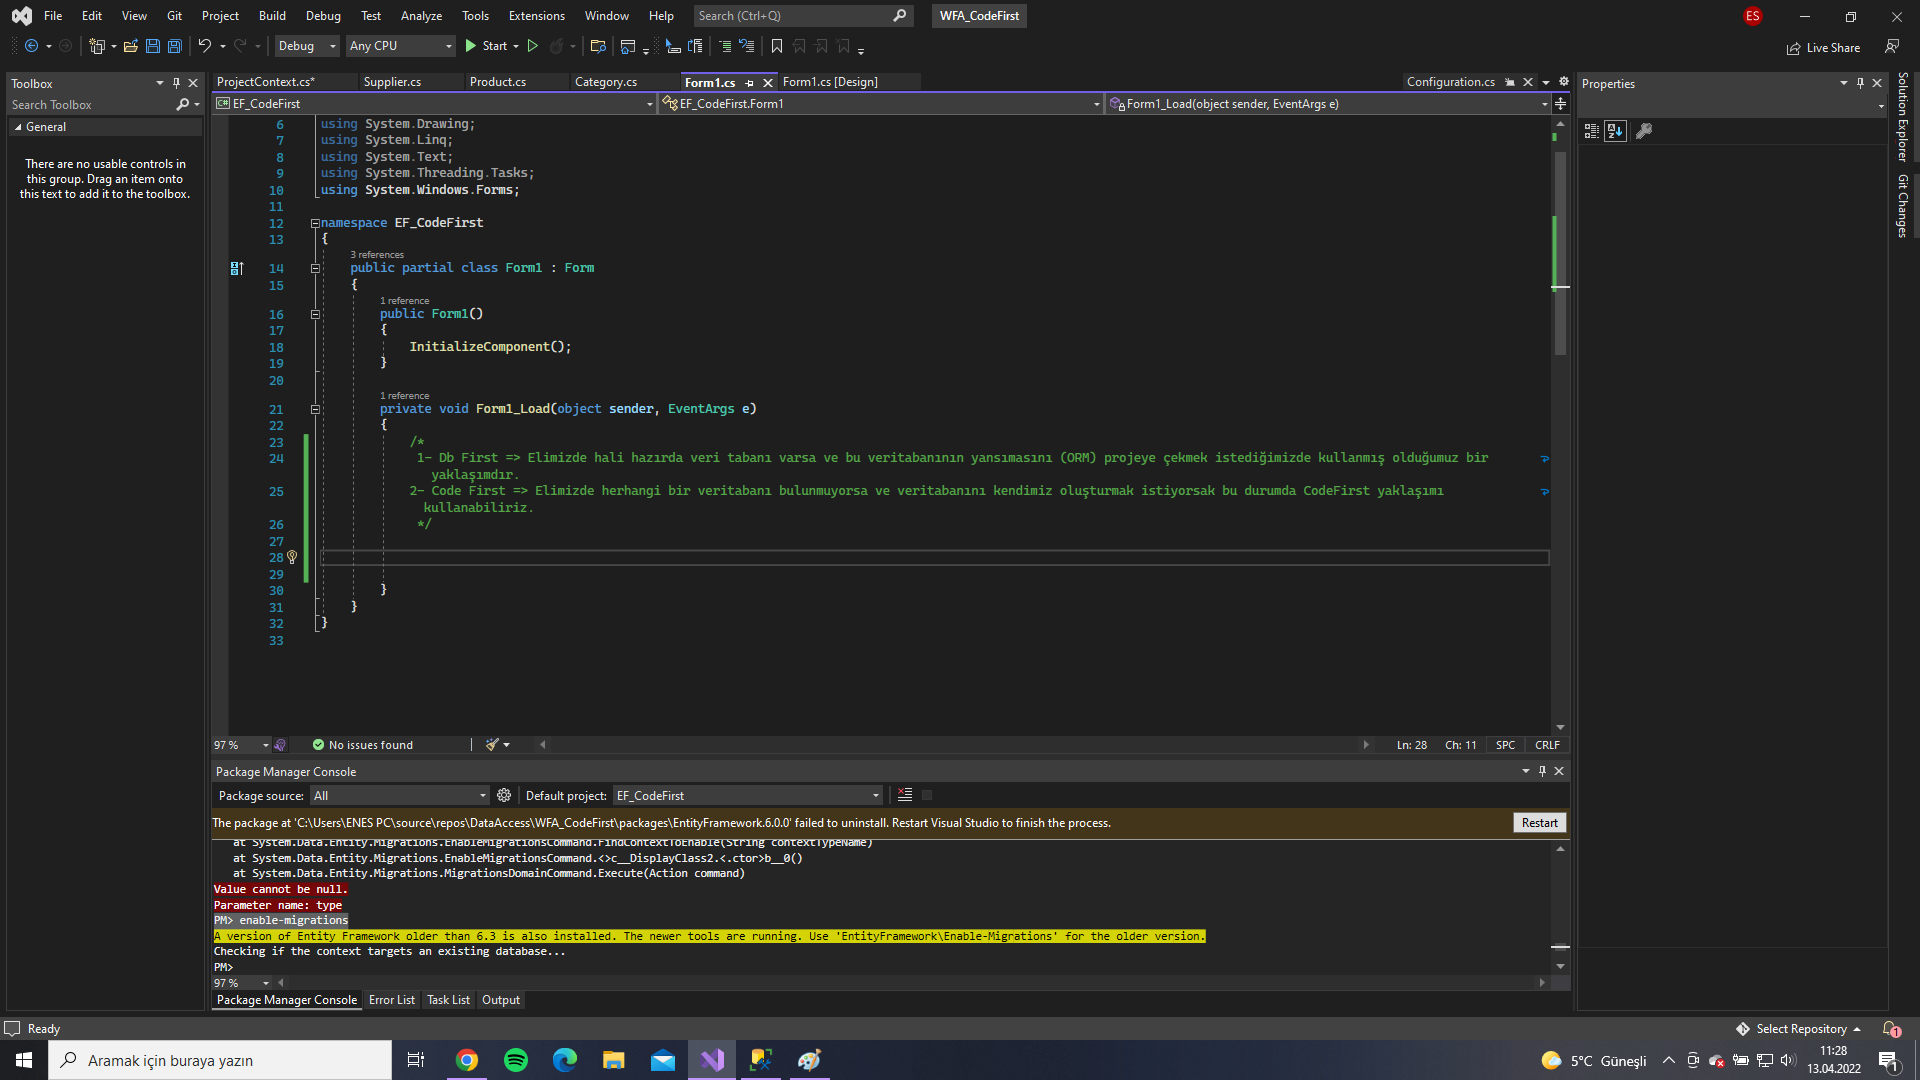 File Edit View Git Project Build Debug Test Analyze Tools Extensions Window Help Search (Ctrl+Q) WFA_CodeFirst ES
Debug Any CPU Start Live Share
Toolbox
Search Toolbox
General
There are no usable controls in
this group. Drag an item onto
this text to add it to the toolbox.
ProjectContext.cs* Supplier.cs Product.cs Category.cs Form1.cs Form1.cs [Design] Configuration.cs
EF_CodeFirst EF_CodeFirst.Form1 Form1_Load(object sender, EventArgs e)
6 using System.Drawing;
7 using System.Linq;
8 using System.Text;
9 using System.Threading.Tasks;
10 using System.Windows.Forms;
11
12 namespace EF_CodeFirst
13 {
3 references
14 public partial class Form1 : Form
15 {
1 reference
16 public Form1()
17 {
18 InitializeComponent();
19 }
20
1 reference
21 private void Form1_Load(object sender, EventArgs e)
22 {
23 /*
24 1- Db First => Elimizde hali hazırda veri tabanı varsa ve bu veritabanının yansımasını (ORM) projeye çekmek istediğimizde kullanmış olduğumuz bir
yaklaşımdır.
25 2- Code First => Elimizde herhangi bir veritabanı bulunmuyorsa ve veritabanını kendimiz oluşturmak istiyorsak bu durumda CodeFirst yaklaşımı
kullanabiliriz.
26 */
27
28
29
30 }
31 }
32 }
33
97 % No issues found Ln: 28 Ch: 11 SPC CRLF
Package Manager Console
Package source: All Default project: EF_CodeFirst
The package at 'C:\Users\ENES PC\source\repos\DataAccess\WFA_CodeFirst\packages\EntityFramework.6.0.0' failed to uninstall. Restart Visual Studio to finish the process. Restart
at System.Data.Entity.Migrations.EnableMigrationsCommand.FindContextToEnable(String contextTypeName)
at System.Data.Entity.Migrations.EnableMigrationsCommand.<>c__DisplayClass2.<.ctor>b__0()
at System.Data.Entity.Migrations.MigrationsDomainCommand.Execute(Action command)
Value cannot be null.
Parameter name: type
PM> enable-migrations
A version of Entity Framework older than 6.3 is also installed. The newer tools are running. Use 'EntityFramework\Enable-Migrations' for the older version.
Checking if the context targets an existing database...
PM>
97 %
Package Manager Console Error List Task List Output
Properties
Solution Explorer
Git Changes
Ready Select Repository 1
Aramak için buraya yazın 5°C Güneşli 11:28
13.04.2022 1